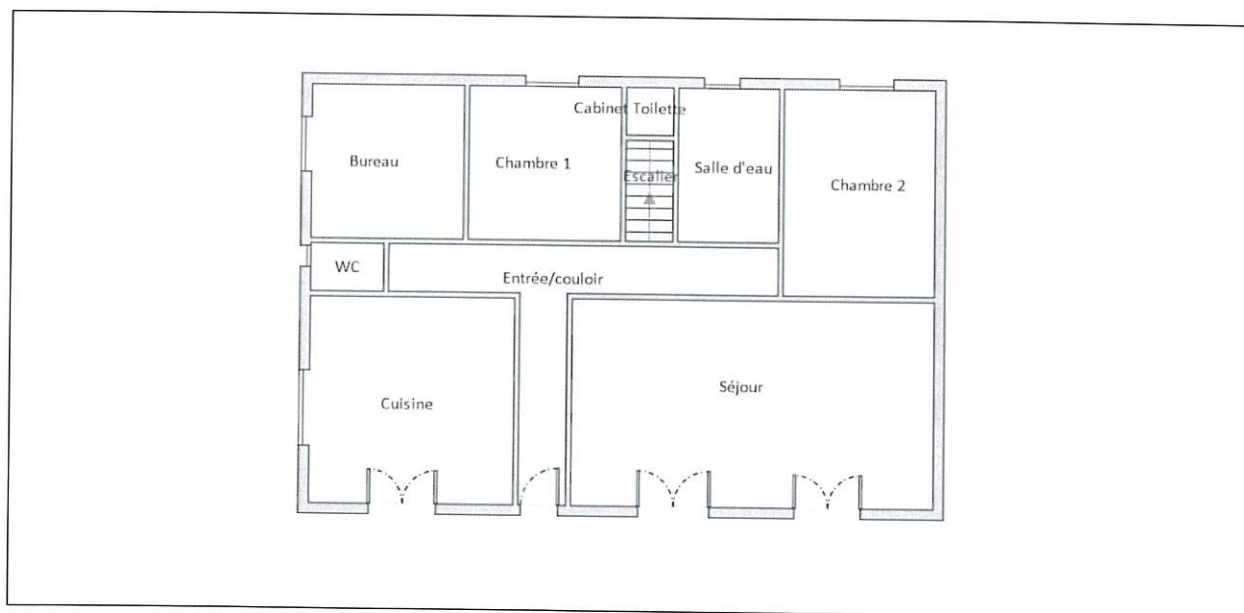 Cabinet Toilette
Bureau
Chambre 1
Escalier
Salle d'eau
Chambre 2
WC
Entrée/couloir
Cuisine
Séjour